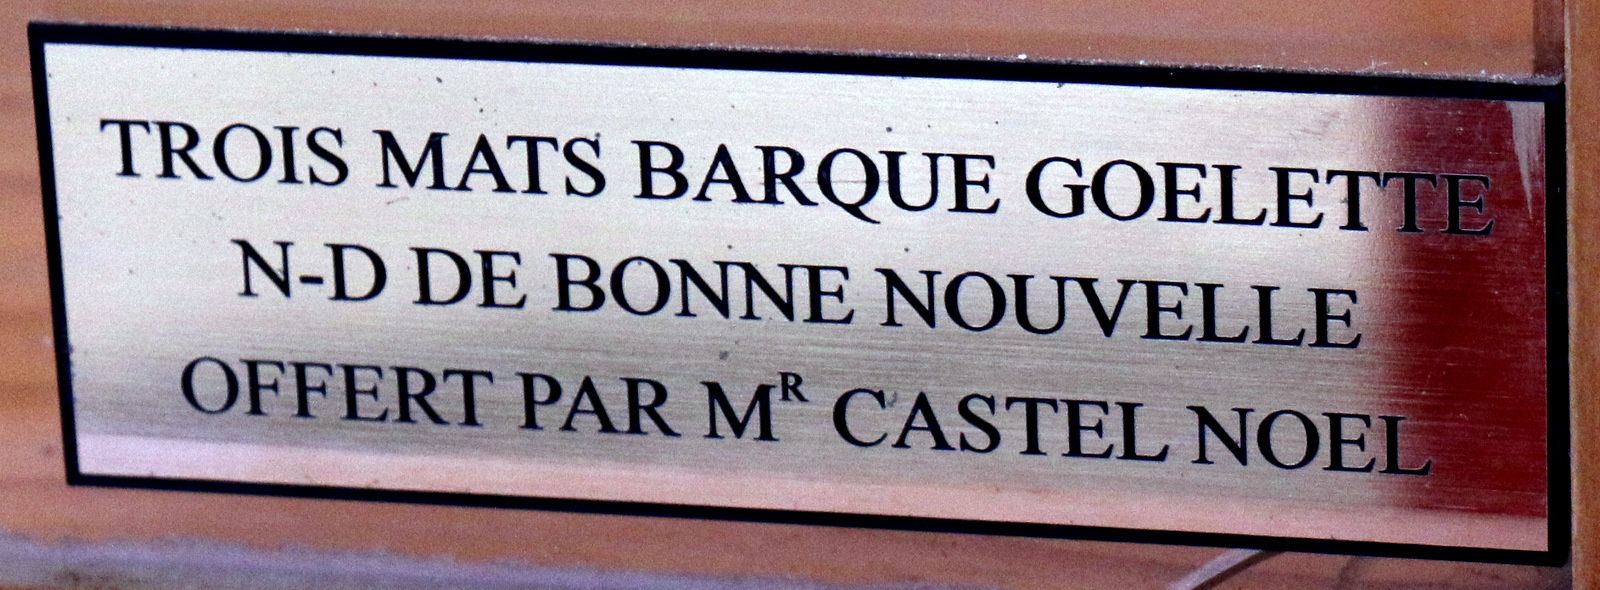 TROIS MATS BARQUE GOELETTE
N-D DE BONNE NOUVELLE
OFFERT PAR MR CASTEL NOEL